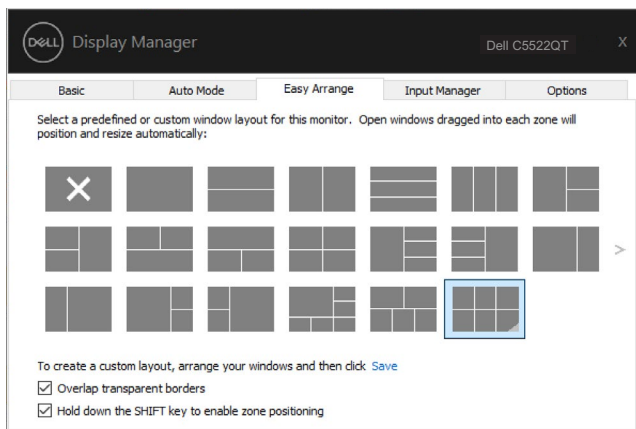 DELL Display Manager Dell C5522QT X
Basic Auto Mode Easy Arrange Input Manager Options
Select a predefined or custom window layout for this monitor. Open windows dragged into each zone will
position and resize automatically:
To create a custom layout, arrange your windows and then click Save
Overlap transparent borders
Hold down the SHIFT key to enable zone positioning